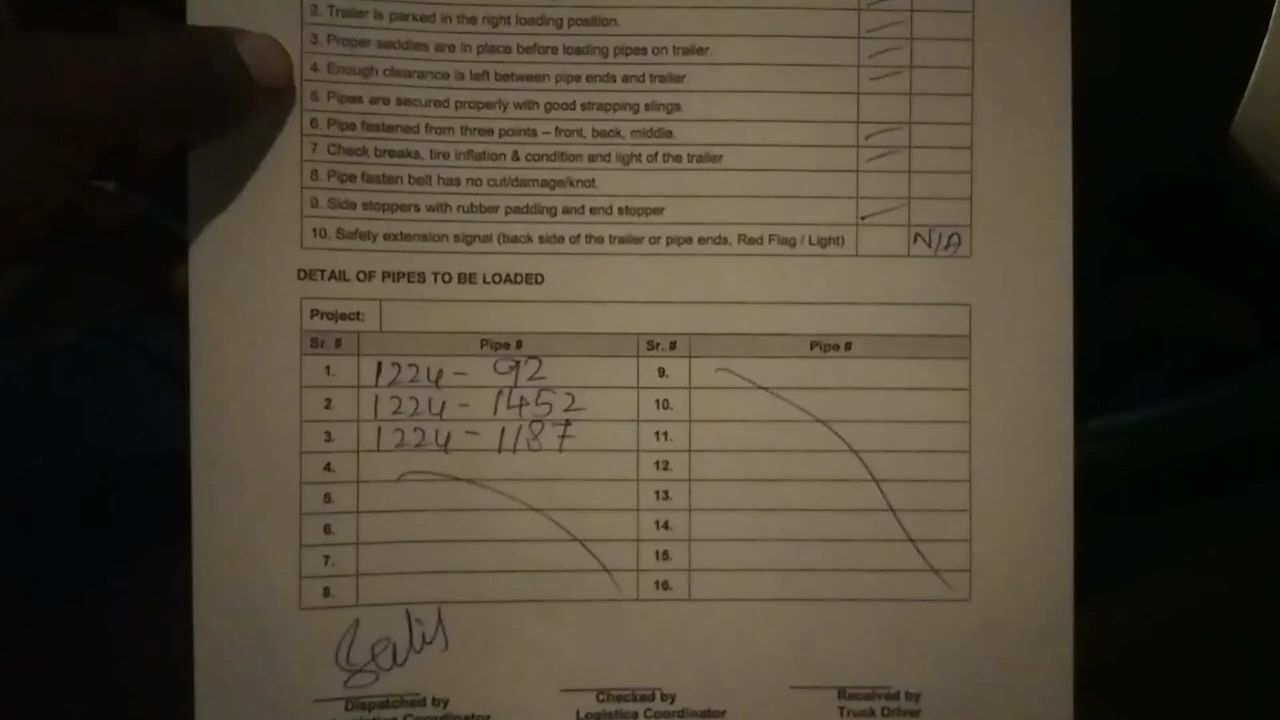 2. Trailer is parked in the right loading position.
3. Proper saddles are in place before loading pipes on trailer.
4. Enough clearance is left between pipe ends and trailer.
5. Pipes are secured properly with good strapping slings.
6. Pipe fastened from three points – front, back, middle.
7. Check breaks, tire inflation & condition and light of the trailer
8. Pipe fasten belt has no cut/damage/knot.
9. Side stoppers with rubber padding and end stopper
10. Safety extension signal (back side of the trailer or pipe ends, Red Flag / Light) N/A
DETAIL OF PIPES TO BE LOADED
Project:
Sr. # Pipe # Sr. # Pipe #
1. 1224 - 92 9.
2 1224 - 1452 10.
3. 1224 - 1187 11.
4. 12.
5. 13.
6. 14.
7. 15.
8. 16.
Dispatched by Checked by Received by
Coordinator Logistics Coordinator Truck Driver